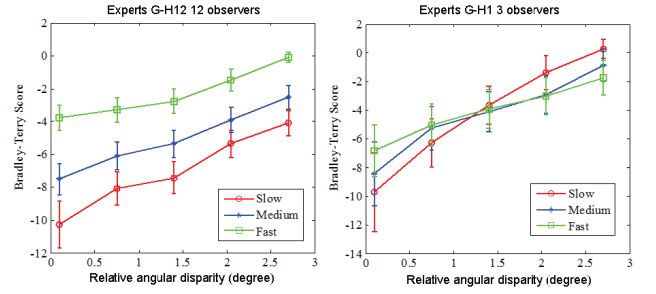 Experts G-H12 12 observers
2
0
-2
-4
-6
-8
-10
-12
Bradley-Terry Score
0 0.5 1 1.5 2 2.5 3
Relative angular disparity (degree)
Slow
Medium
Fast
Experts G-H1 3 observers
2
0
-2
-4
-6
-8
-10
-12
-14
Bradley-Terry Score
0 0.5 1 1.5 2 2.5 3
Relative angular disparity (degree)
Slow
Medium
Fast